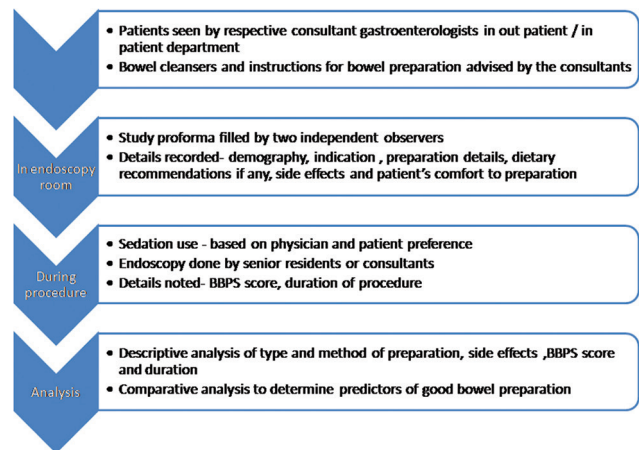 • Patients seen by respective consultant gastroenterologists in out patient / in
patient department
• Bowel cleansers and instructions for bowel preparation advised by the consultants
In endoscopy
room
• Study proforma filled by two independent observers
• Details recorded- demography, indication , preparation details, dietary
recommendations if any, side effects and patient's comfort to preparation
During
procedure
• Sedation use - based on physician and patient preference
• Endoscopy done by senior residents or consultants
• Details noted- BBPS score, duration of procedure
Analysis
• Descriptive analysis of type and method of preparation, side effects ,BBPS score
and duration
• Comparative analysis to determine predictors of good bowel preparation